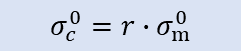 σ_c^0 = r · σ_m^0